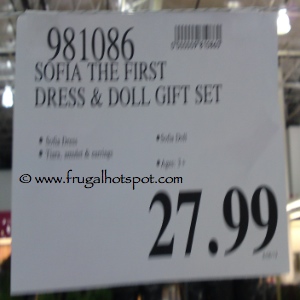 981086
SOFIA THE FIRST
DRESS & DOLL GIFT SET
Sofia Dress
Sofia Doll
Tiara, amulet & earrings
Ages: 3+
© www.frugalhotspot.com
27.99